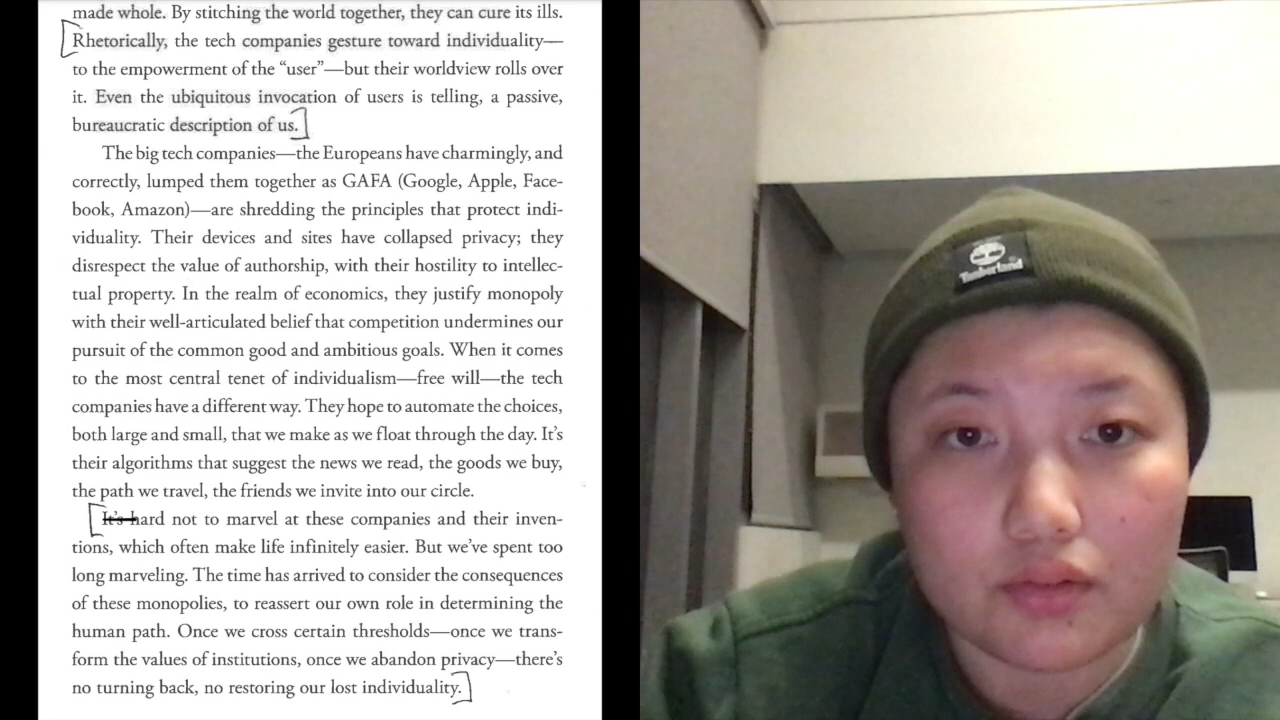 made whole. By stitching the world together, they can cure its ills.
Rhetorically, the tech companies gesture toward individuality—
to the empowerment of the “user”—but their worldview rolls over
it. Even the ubiquitous invocation of users is telling, a passive,
bureaucratic description of us.
The big tech companies—the Europeans have charmingly, and
correctly, lumped them together as GAFA (Google, Apple, Face-
book, Amazon)—are shredding the principles that protect indi-
viduality. Their devices and sites have collapsed privacy; they
disrespect the value of authorship, with their hostility to intellec-
tual property. In the realm of economics, they justify monopoly
with their well-articulated belief that competition undermines our
pursuit of the common good and ambitious goals. When it comes
to the most central tenet of individualism—free will—the tech
companies have a different way. They hope to automate the choices,
both large and small, that we make as we float through the day. It’s
their algorithms that suggest the news we read, the goods we buy,
the path we travel, the friends we invite into our circle.
It’s hard not to marvel at these companies and their inven-
tions, which often make life infinitely easier. But we’ve spent too
long marveling. The time has arrived to consider the consequences
of these monopolies, to reassert our own role in determining the
human path. Once we cross certain thresholds—once we trans-
form the values of institutions, once we abandon privacy—there’s
no turning back, no restoring our lost individuality.
Timberland